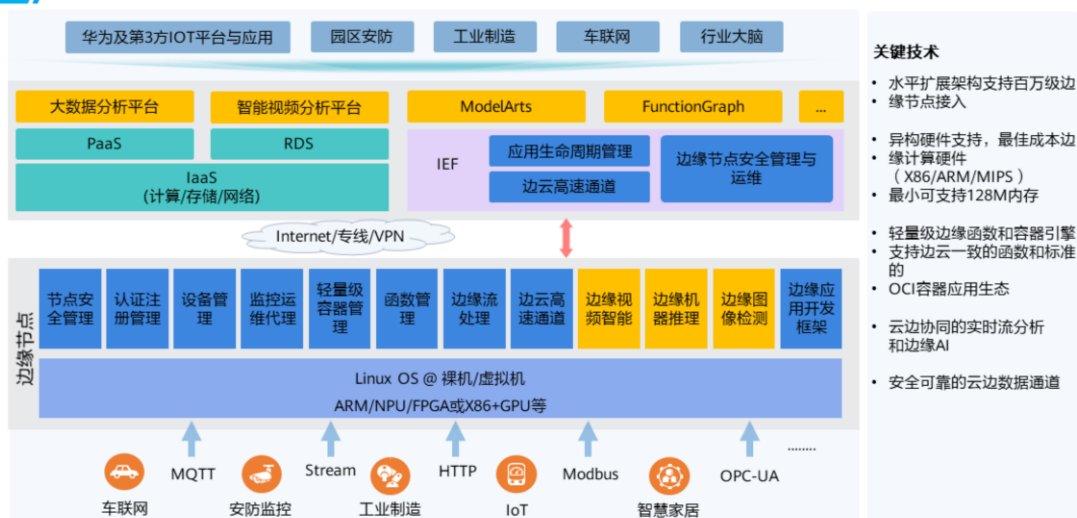 华为及第3方IOT平台与应用
园区安防
工业制造
车联网
行业大脑
大数据分析平台
智能视频分析平台
ModelArts
FunctionGraph
...
PaaS
RDS
IaaS
(计算/存储/网络)
IEF
应用生命周期管理
边云高速通道
边缘节点安全管理与
运维
Internet/专线/VPN
边缘节点
节点安
全管理
认证注
册管理
设备管
理
监控运
维代理
轻量级
容器管
理
函数管
理
边缘流
处理
边云高
速通道
边缘视
频智能
边缘机
器推理
边缘图
像检测
边缘应
用开发
框架
Linux OS @ 裸机/虚拟机
ARM/NPU/FPGA或X86+GPU等
MQTT
Stream
HTTP
Modbus
OPC-UA
........
车联网
安防监控
工业制造
IoT
智慧家居
关键技术
• 水平扩展架构支持百万级边
• 缘节点接入
• 异构硬件支持，最佳成本边
• 缘计算硬件
（X86/ARM/MIPS）
• 最小可支持128M内存
• 轻量级边缘函数和容器引擎
• 支持边云一致的函数和标准
的
• OCI容器应用生态
• 云边协同的实时流分析
和边缘AI
• 安全可靠的云边数据通道